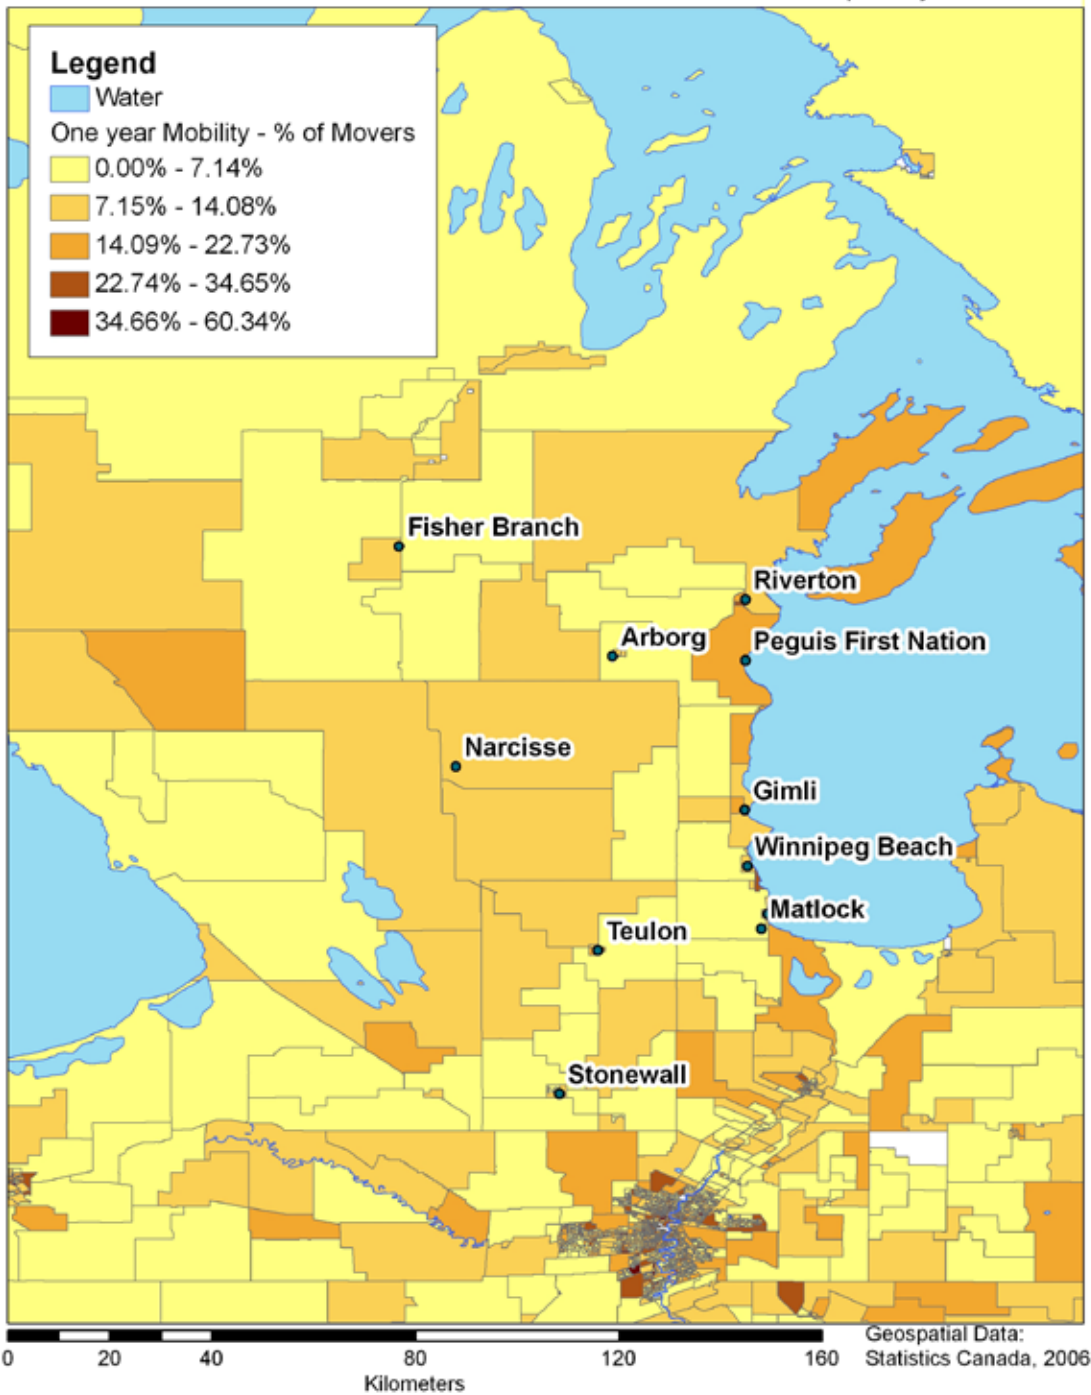 Legend
Water
One year Mobility - % of Movers
0.00% - 7.14%
7.15% - 14.08%
14.09% - 22.73%
22.74% - 34.65%
34.66% - 60.34%
Fisher Branch
Riverton
Arborg
Peguis First Nation
Narcisse
Gimli
Winnipeg Beach
Matlock
Teulon
Stonewall
0 20 40 80 120 160
Kilometers
Geospatial Data:
Statistics Canada, 2006